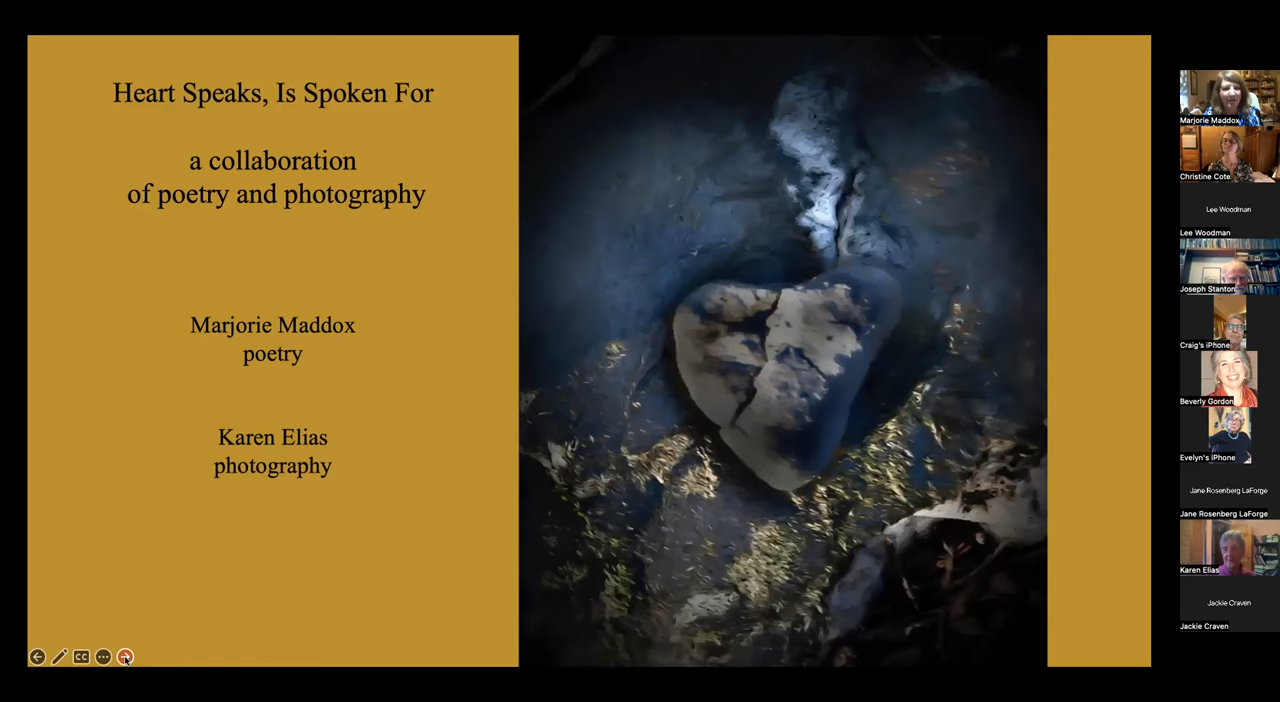 Heart Speaks, Is Spoken For
a collaboration
of poetry and photography
Marjorie Maddox
poetry
Karen Elias
photography
CC
Marjorie Maddox
Christine Cote
Lee Woodman
Lee Woodman
Joseph Stanton
Craig's iPhone
Beverly Gordon
Evelyn's iPhone
Jane Rosenberg LaForge
Jane Rosenberg LaForge
Karen Elias
Jackie Craven
Jackie Craven